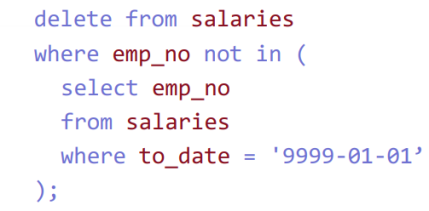 delete from salaries
where emp_no not in (
select emp_no
from salaries
where to_date = '9999-01-01’
);